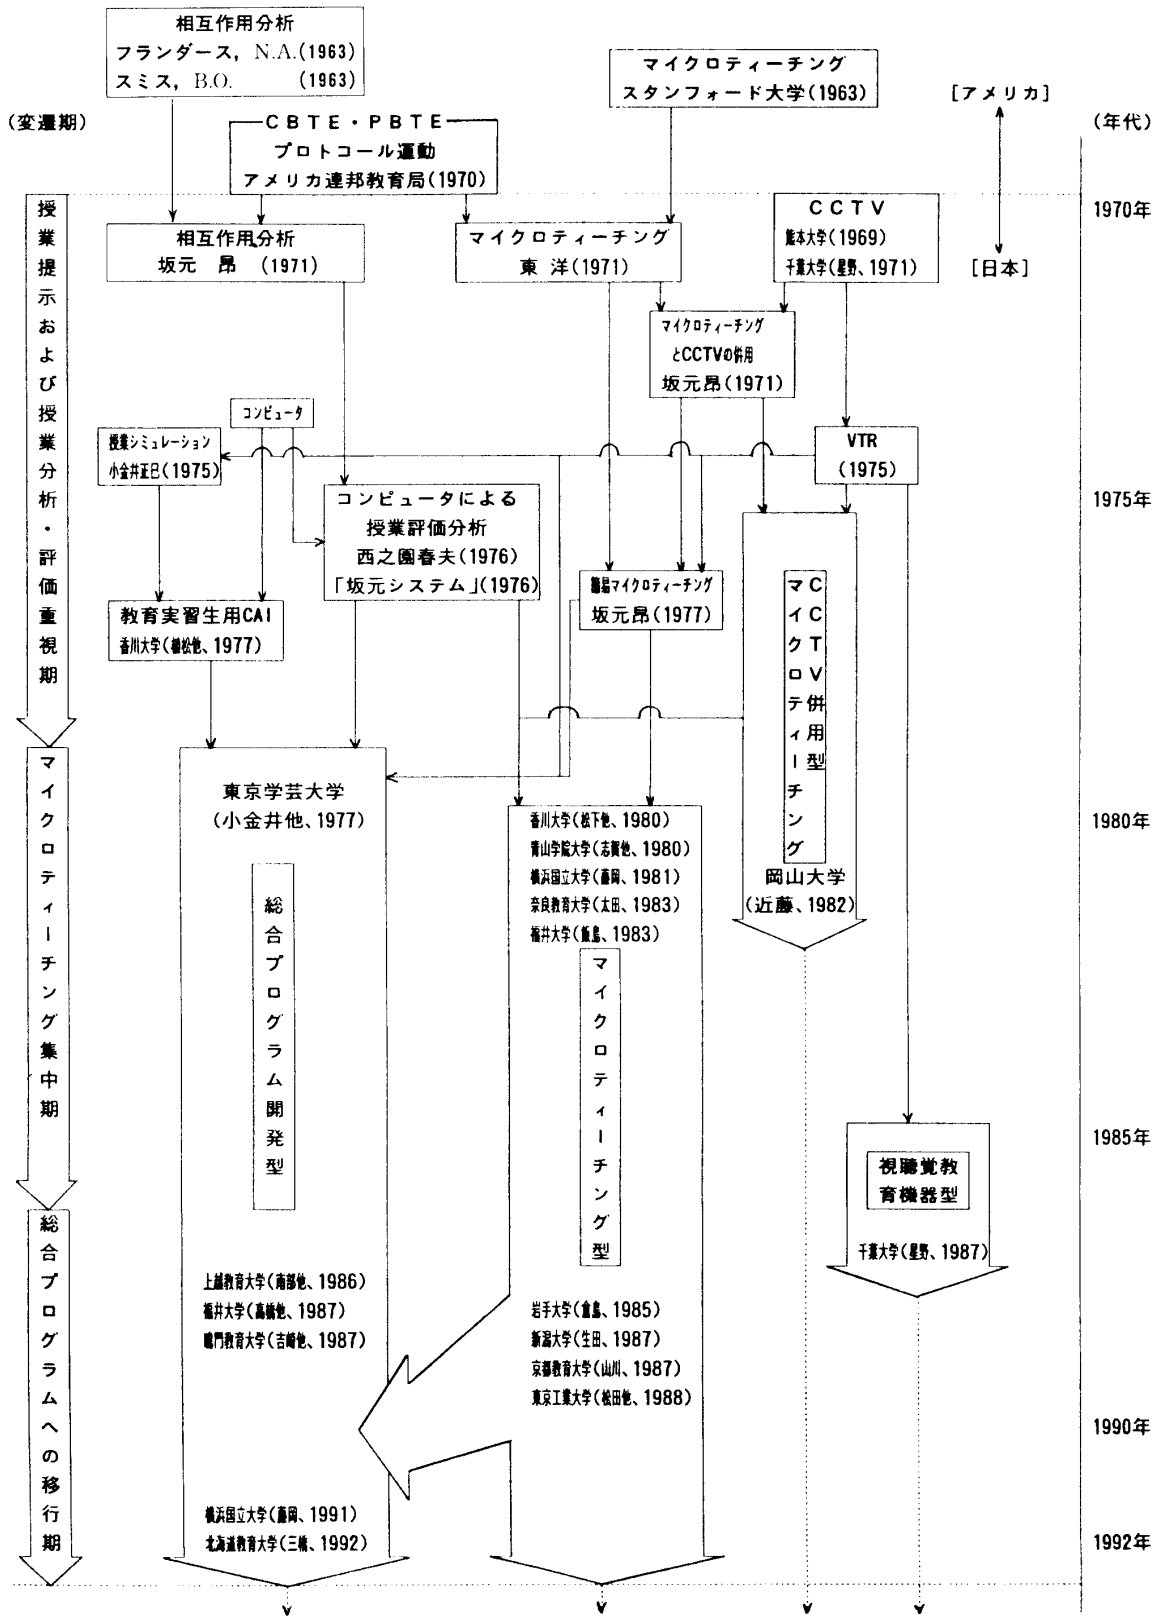 相互作用分析
フランダース, N.A.(1963)
スミス, B.O. (1963)
マイクロティーチング
スタンフォード大学(1963)
[アメリカ]
(変遷期)
(年代)
CBTE・PBTE
プロトコール運動
アメリカ連邦教育局(1970)
授業提示および授業分析・評価重視期
1970年
相互作用分析
坂元 昂 (1971)
マイクロティーチング
東 洋(1971)
CCTV
熊本大学(1969)
千葉大学(星野、1971)
[日本]
マイクロティーチング
とCCTVの併用
坂元昂(1971)
コンピュータ
授業シミュレーション
小金井正巳(1975)
VTR
(1975)
1975年
コンピュータによる
授業評価分析
西之園春夫(1976)
「坂元システム」(1976)
簡易マイクロティーチング
坂元昂(1977)
教育実習生用CAI
香川大学(植松他、1977)
CCTV併用型
マイクロティーチング
岡山大学
(近藤、1982)
マイクロティーチング集中期
東京学芸大学
(小金井他、1977)
総合プログラム開発型
香川大学(松下他、1980)
青山学院大学(志賀他、1980)
横浜国立大学(藤岡、1981)
奈良教育大学(太田、1983)
福井大学(飯島、1983)
マイクロティーチング型
1980年
1985年
視聴覚教
育機器型
千葉大学(星野、1987)
総合プログラムへの移行期
上越教育大学(南部他、1986)
福井大学(高橋他、1987)
鳴門教育大学(吉崎他、1987)
岩手大学(倉島、1985)
新潟大学(生田、1987)
京都教育大学(山川、1987)
東京工業大学(松田他、1988)
1990年
横浜国立大学(藤岡、1991)
北海道教育大学(三橋、1992)
1992年